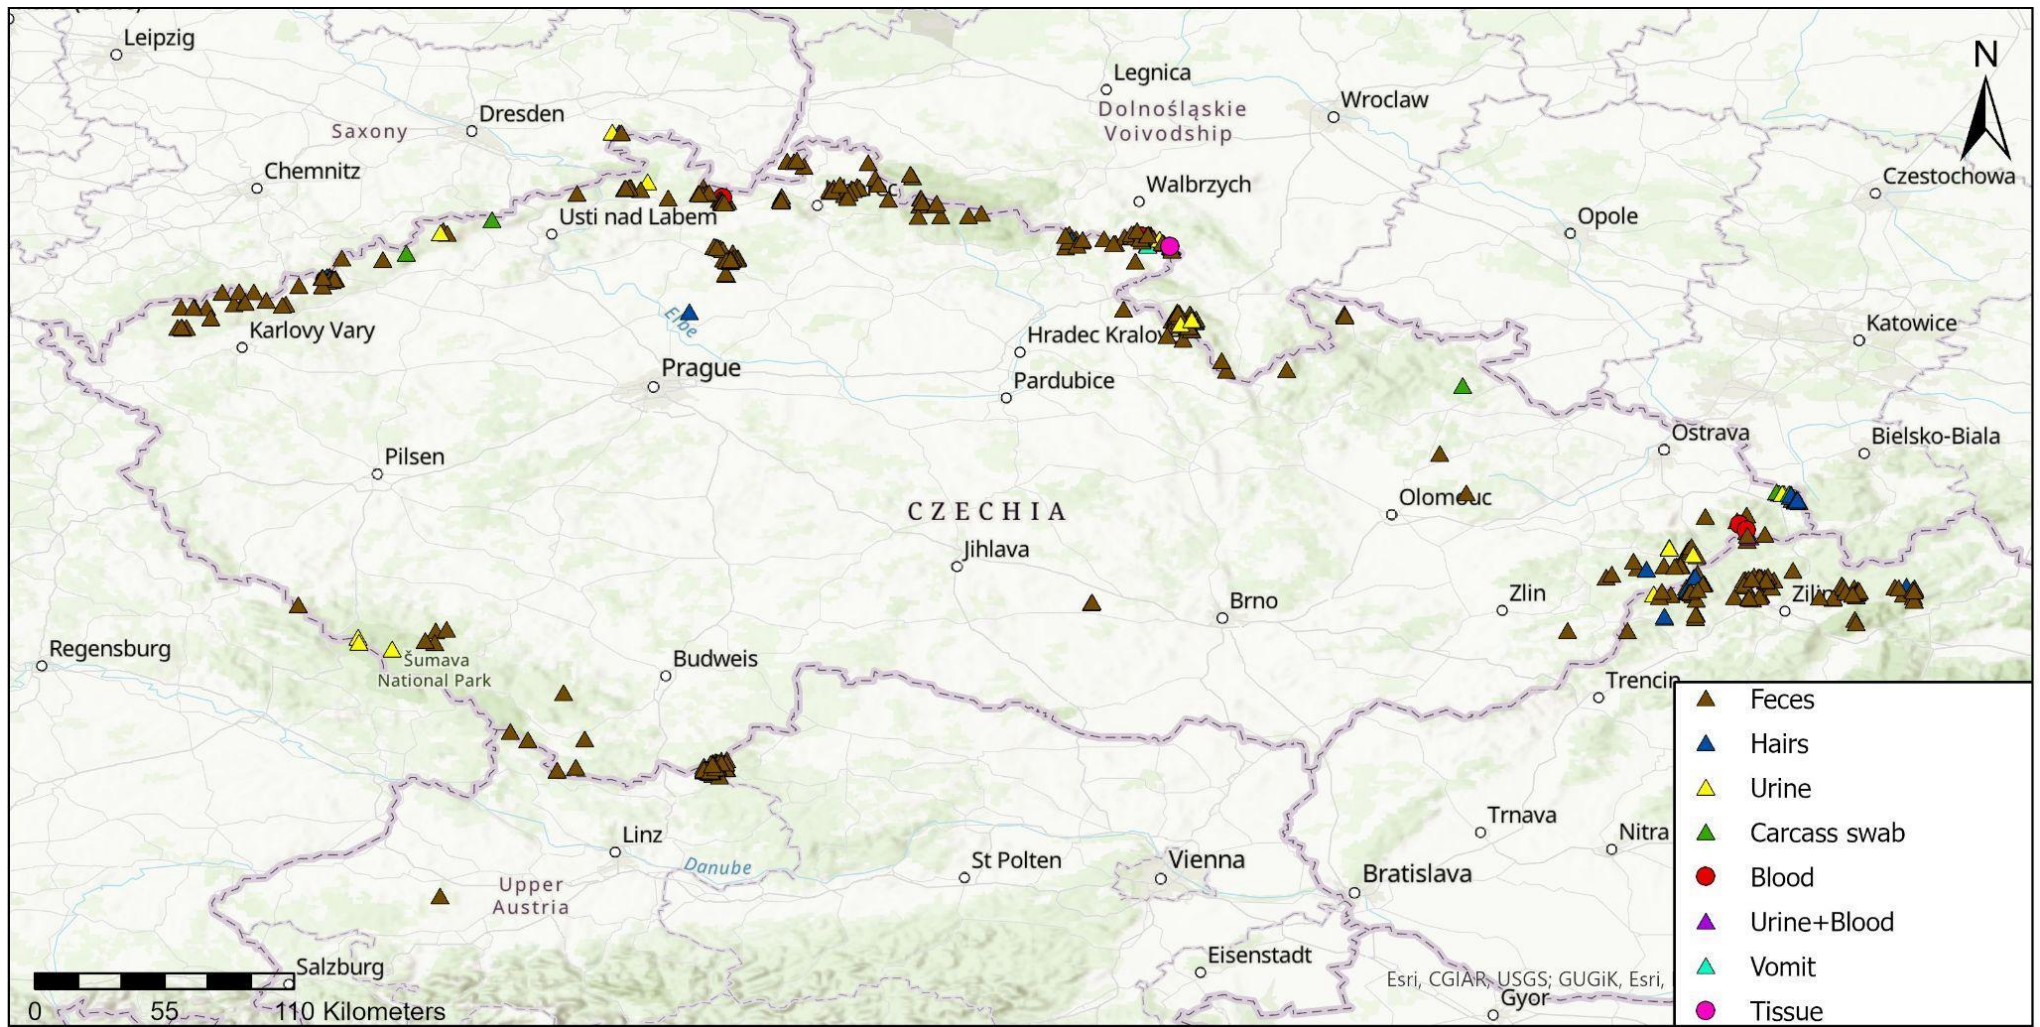 Leipzig
Legnica
N
Dolnośląskie
Voivodship
Wroclaw
Dresden
Saxony
Chemnitz
Czestochowa
Walbrzych
Usti nad Labem
Opole
Elbe
Karlovy Vary
Hradec Kralov
Katowice
Prague
Pardubice
Ostrava
Bielsko-Biala
Pilsen
Olomouc
CZECHIA
Jihlava
Brno
Zlin
Zilin
Regensburg
Šumava
National Park
Budweis
Trencin
Feces
Hairs
Urine
Carcass swab
Blood
Urine+Blood
Vomit
Tissue
Trnava
Nitra
Linz
Danube
St Polten
Vienna
Bratislava
Upper
Austria
Eisenstadt
Salzburg
Esri, CGIAR, USGS; GUGiK, Esri,
Gyor
0 55 110 Kilometers